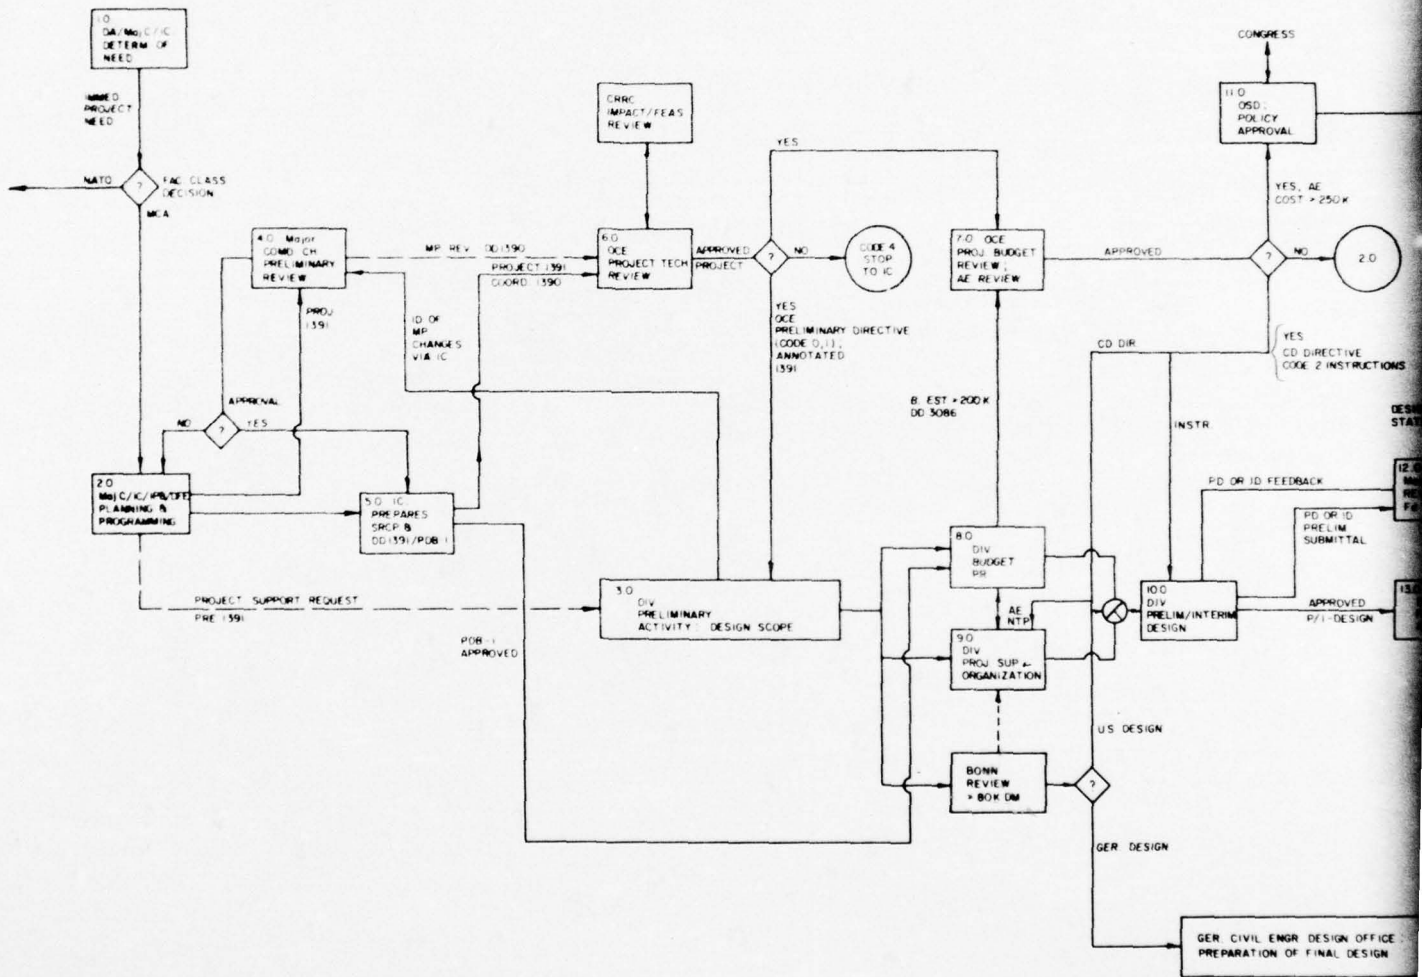 1.0
DA/MajC/IC
DETERM OF
NEED
IMMED
PROJECT
NEED
NATO
?
FAC CLASS
DECISION
MCA
4.0 Major
COMD CH
PRELIMINARY
REVIEW
MP REV. DD1390
PROJECT 1391
COORD. 1390
PROJ
1391
ID OF
MP
CHANGES
VIA IC
APPROVAL
NO
?
YES
2.0
MajC/IC/IPB/DFE
PLANNING &
PROGRAMMING
5.0 IC
PREPARES
SRCP &
DD1391/PDB-1
PROJECT SUPPORT REQUEST
PRE 1391
PDB-1
APPROVED
CRRC
IMPACT/FEAS
REVIEW
6.0
OCE
PROJECT TECH
REVIEW
APPROVED
PROJECT
YES
?
NO
CODE 4
STOP
TO IC
YES
OCE
PRELIMINARY DIRECTIVE
(CODE 0,1),
ANNOTATED
1391
3.0
DIV
PRELIMINARY
ACTIVITY: DESIGN SCOPE
7.0 OCE
PROJ. BUDGET
REVIEW;
AE REVIEW
APPROVED
B. EST > 200K
DD 3086
8.0
DIV
BUDGET
PR
AE
NTP
9.0
DIV
PROJ SUP
ORGANIZATION
BONN
REVIEW
> 80K DM
?
US DESIGN
GER. DESIGN
CONGRESS
11.0
OSD:
POLICY
APPROVAL
YES, AE
COST > 250K
?
NO
2.0
CD DIR
YES
CD DIRECTIVE
CODE 2 INSTRUCTIONS
INSTR.
PD OR ID FEEDBACK
PD OR ID
PRELIM
SUBMITTAL
10.0
DIV
PRELIM/INTERIM
DESIGN
APPROVED
P/I-DESIGN
12.0
13.0
GER. CIVIL ENGR DESIGN OFFICE:
PREPARATION OF FINAL DESIGN